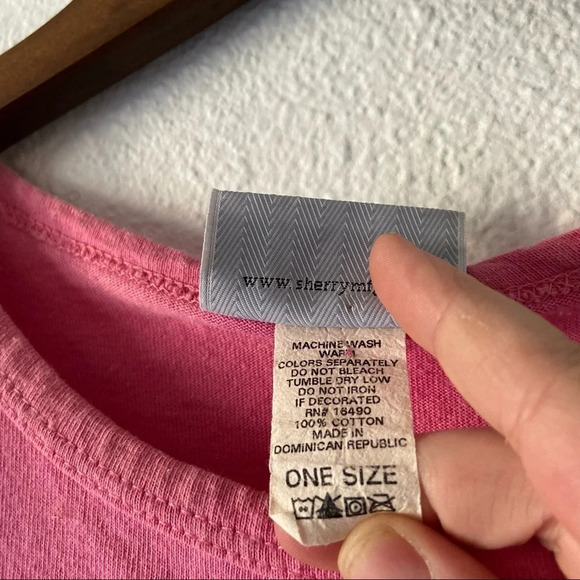 www.sherrymf
MACHINE WASH
WARM
COLORS SEPARATELY
DO NOT BLEACH
TUMBLE DRY LOW
DO NOT IRON
IF DECORATED
RN# 16490
100% COTTON
MADE IN
DOMINICAN REPUBLIC
ONE SIZE